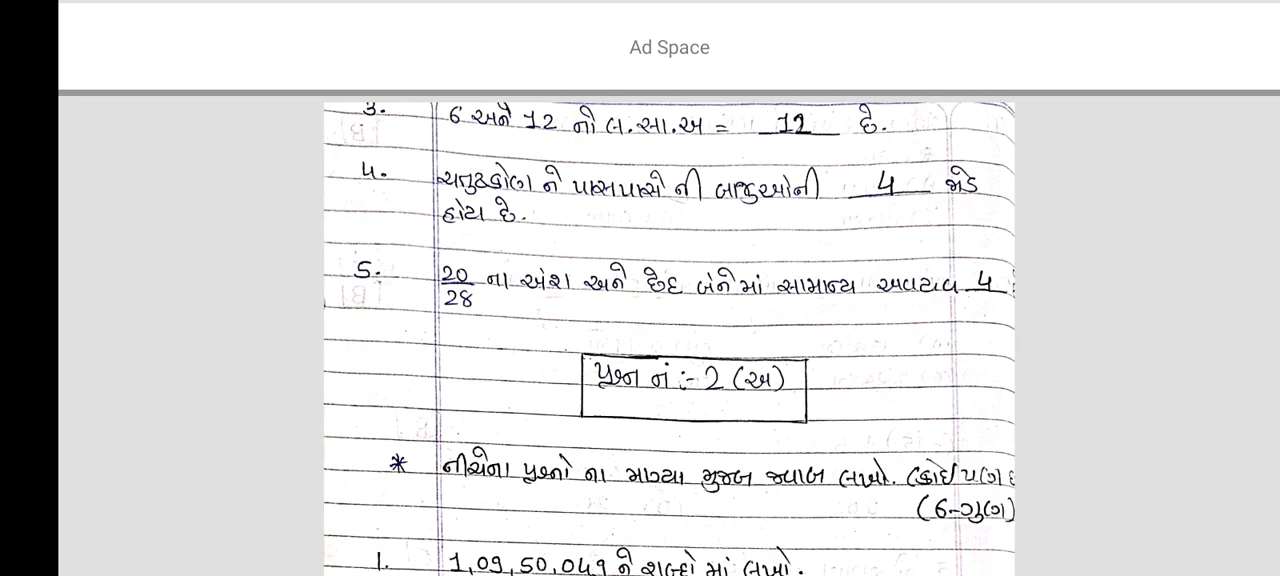 Ad Space
3. 6 અને 12 નો લ.સા.અ = 12 છે.
4. ચતુષ્કોણ ને પાસપાસે ની બાજુઓની 4 જોડ
હોય છે.
5. 20/28 ના અંશ અને છેદ બંને માં સામાન્ય અવયવ 4
પ્રશ્ન નં :- 2 (અ)
* નીચેના પ્રશ્નો ના માગ્યા મુજબ જવાબ લખો. (કોઈ પણ
(6-ગુણ)
1. 1,09,50,049 ને શબ્દો માં લખો.